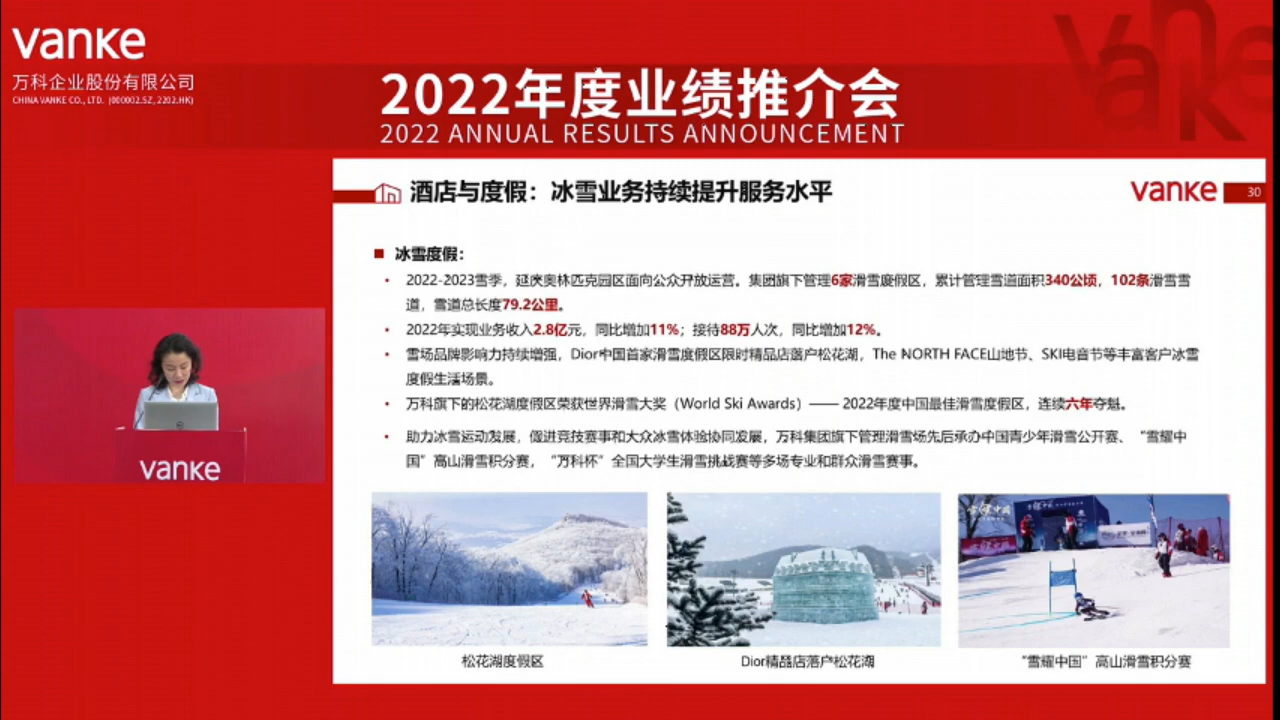 vanke
万科企业股份有限公司
CHINA VANKE CO., LTD. (000002.SZ, 2202.HK)
2022年度业绩推介会
2022 ANNUAL RESULTS ANNOUNCEMENT
vanke
酒店与度假：冰雪业务持续提升服务水平
vanke
30
冰雪度假：
2022-2023雪季，延庆奥林匹克园区面向公众开放运营。集团旗下管理6家滑雪度假区，累计管理雪道面积340公顷，102条滑雪雪
道，雪道总长度79.2公里。
2022年实现业务收入2.8亿元，同比增加11%；接待88万人次，同比增加12%。
雪场品牌影响力持续增强，Dior中国首家滑雪度假区限时精品店落户松花湖，The NORTH FACE山地节、SKI电音节等丰富客户冰雪
度假生活场景。
万科旗下的松花湖度假区荣获世界滑雪大奖（World Ski Awards）—— 2022年度中国最佳滑雪度假区，连续六年夺魁。
助力冰雪运动发展，促进竞技赛事和大众冰雪体验协同发展，万科集团旗下管理滑雪场先后承办中国青少年滑雪公开赛、“雪耀中
国”高山滑雪积分赛，“万科杯”全国大学生滑雪挑战赛等多场专业和群众滑雪赛事。
松花湖度假区
Dior精品店落户松花湖
“雪耀中国”高山滑雪积分赛
vanke